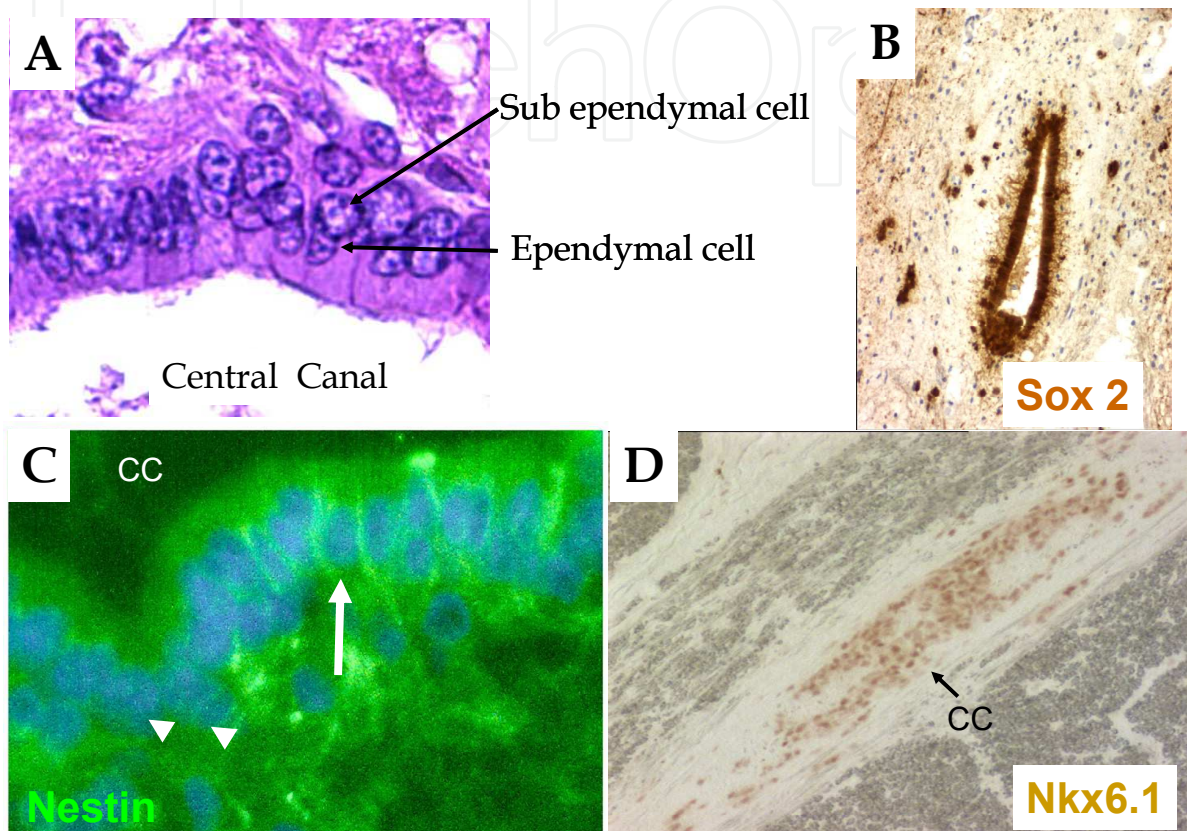 A
Sub ependymal cell
Ependymal cell
Central Canal
B
Sox 2
C
CC
Nestin
D
CC
Nkx6.1